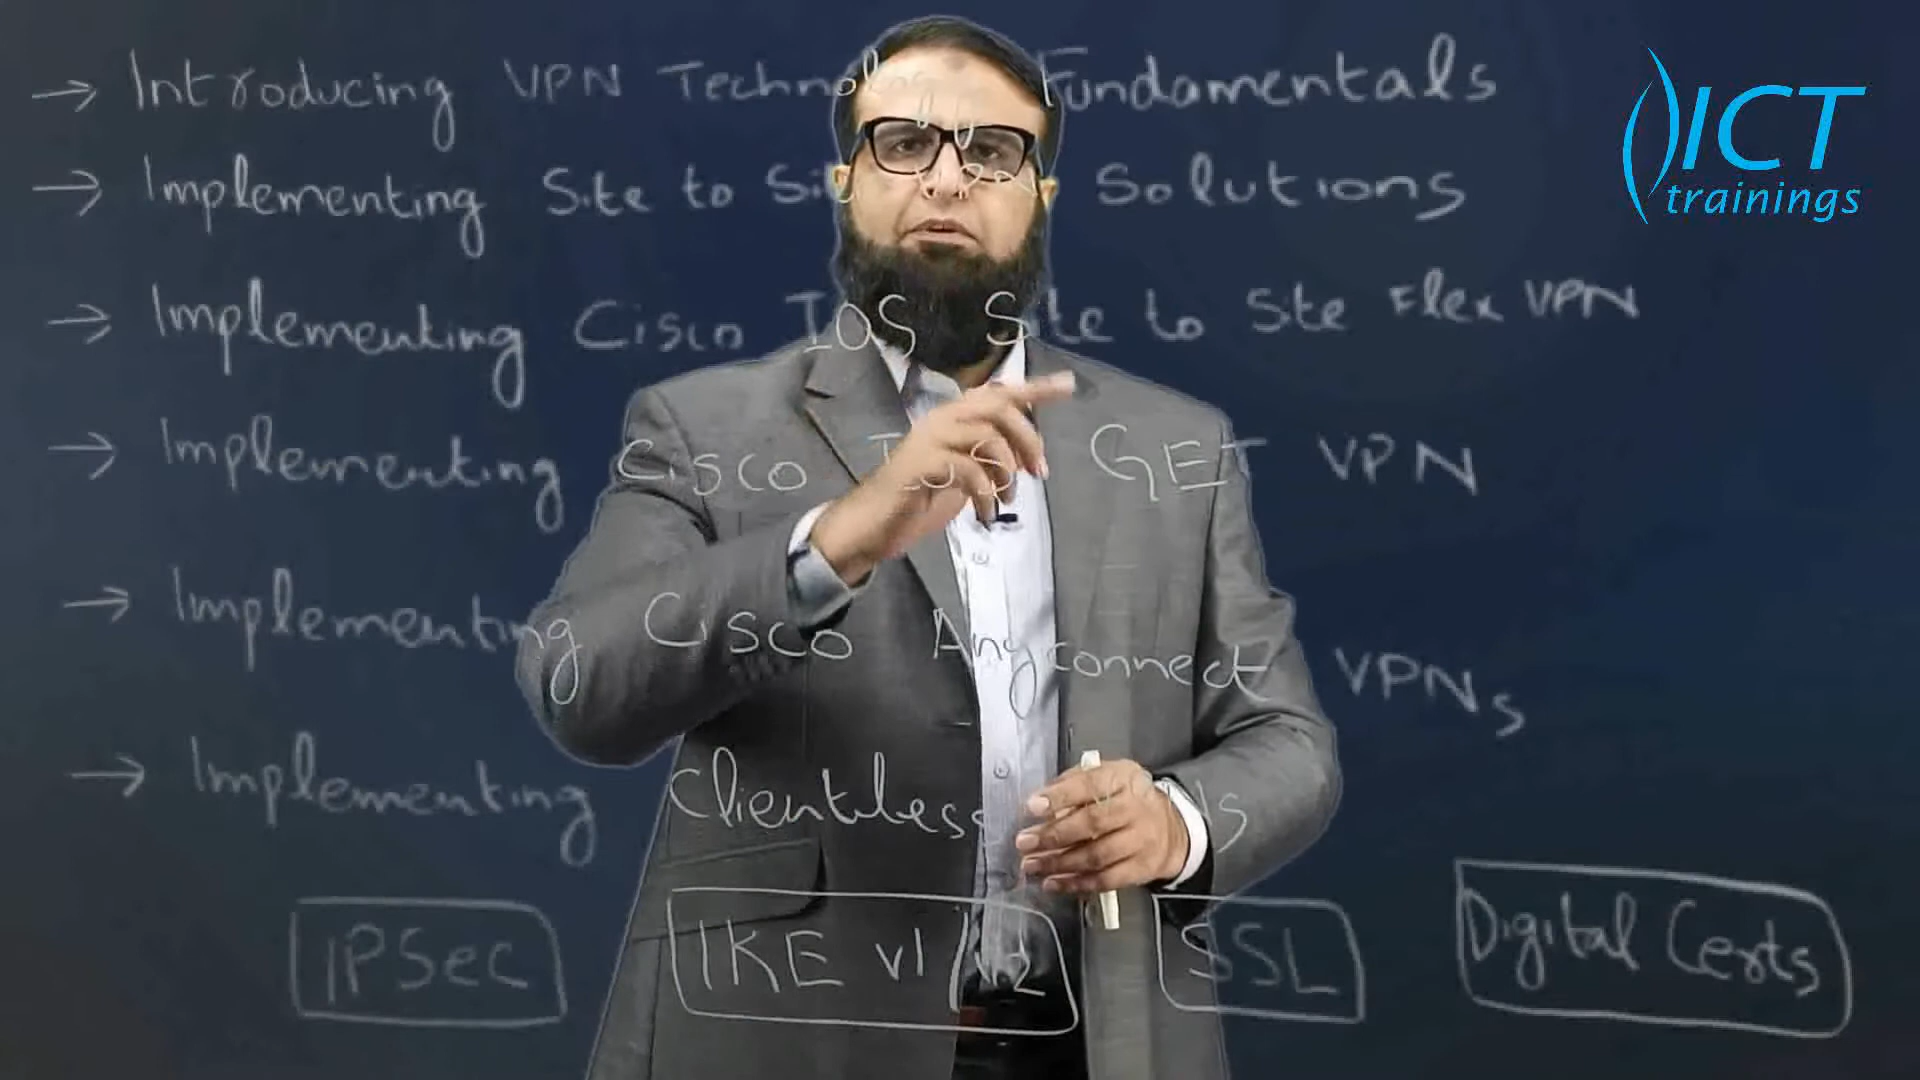 → Introducing VPN Technology Fundamentals
→ Implementing Site to Site Solutions
→ Implementing Cisco IOS Site to Site Flex VPN
→ Implementing Cisco IOS GET VPN
→ Implementing Cisco Anyconnect VPNs
→ Implementing Clientless VPNs
IPSec IKE v1/v2 SSL Digital Certs
ICT
trainings